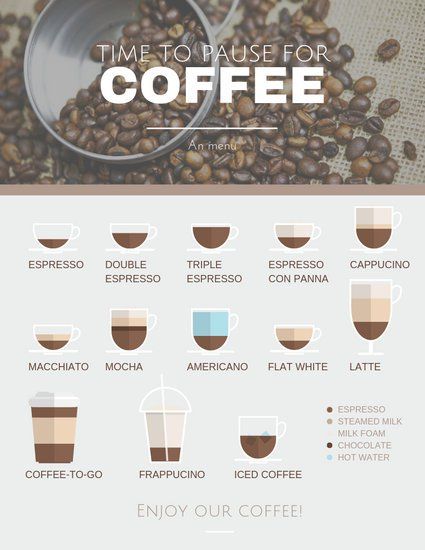 TIME TO PAUSE FOR
COFFEE
An menu
ESPRESSO
DOUBLE
ESPRESSO
TRIPLE
ESPRESSO
ESPRESSO
CON PANNA
CAPPUCINO
MACCHIATO
MOCHA
AMERICANO
FLAT WHITE
LATTE
COFFEE-TO-GO
FRAPPUCINO
ICED COFFEE
ESPRESSO
STEAMED MILK
MILK FOAM
CHOCOLATE
HOT WATER
ENJOY OUR COFFEE!